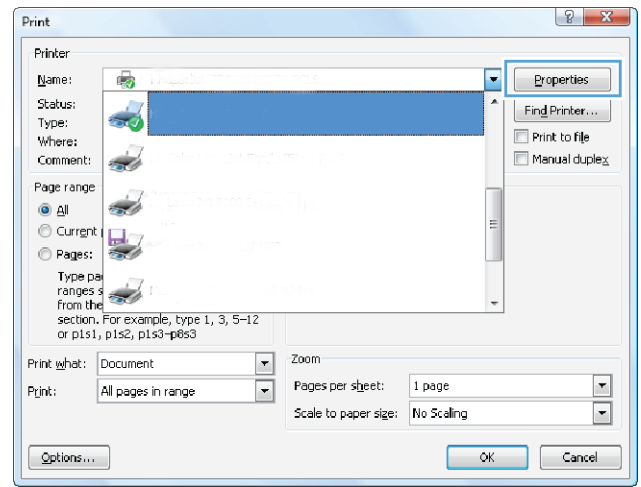 Print
Printer
Name:
Properties
Status:
Find Printer...
Type:
Where:
Print to file
Comment:
Manual duplex
Page range
All
Current
Pages:
Type
ranges
from the
section. For example, type 1, 3, 5–12
or p1s1, p1s2, p1s3–p8s3
Print what: Document
Print: All pages in range
Zoom
Pages per sheet: 1 page
Scale to paper size: No Scaling
Options...
OK
Cancel